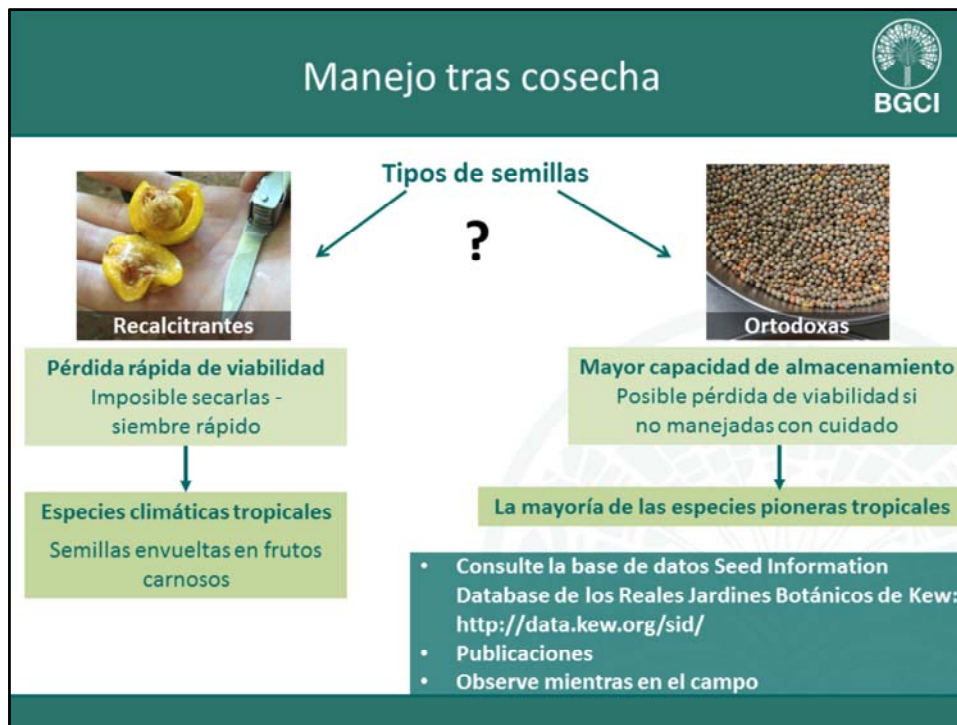 Manejo tras cosecha
BGCI
Tipos de semillas
?
Recalcitrantes
Pérdida rápida de viabilidad
Imposible secarlas -
siembre rápido
Especies climáticas tropicales
Semillas envueltas en frutos
carnosos
Ortodoxas
Mayor capacidad de almacenamiento
Posible pérdida de viabilidad si
no manejadas con cuidado
La mayoría de las especies pioneras tropicales
• Consulte la base de datos Seed Information
Database de los Reales Jardines Botánicos de Kew:
http://data.kew.org/sid/
• Publicaciones
• Observe mientras en el campo